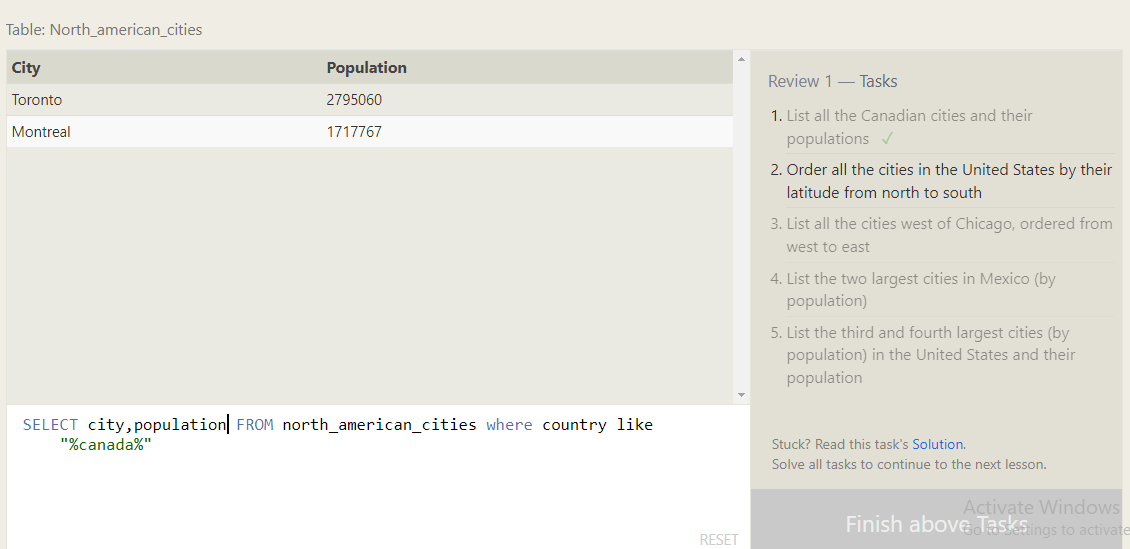 Table: North_american_cities
City Population
Toronto 2795060
Montreal 1717767
SELECT city,population FROM north_american_cities where country like
"%canada%"
RESET
Review 1 — Tasks
1. List all the Canadian cities and their
populations ✓
2. Order all the cities in the United States by their
latitude from north to south
3. List all the cities west of Chicago, ordered from
west to east
4. List the two largest cities in Mexico (by
population)
5. List the third and fourth largest cities (by
population) in the United States and their
population
Stuck? Read this task's Solution.
Solve all tasks to continue to the next lesson.
Finish above Tasks
Activate Windows
Go to Settings to activate